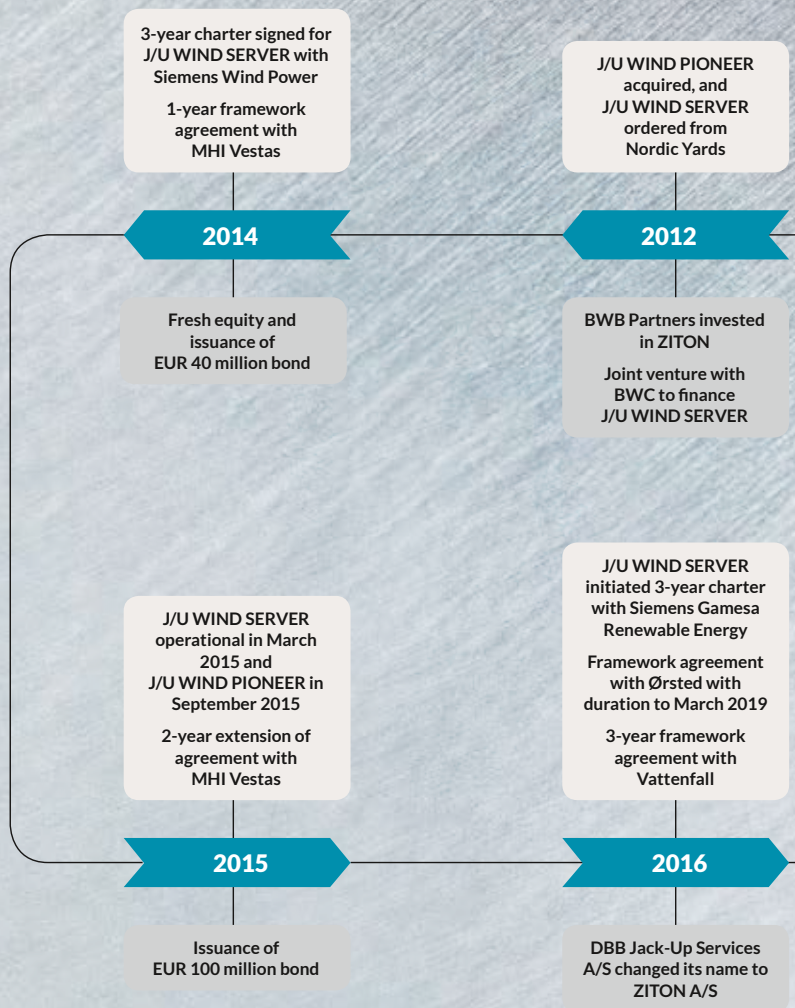 3-year charter signed for
J/U WIND SERVER with
Siemens Wind Power
1-year framework
agreement with
MHI Vestas
2014
Fresh equity and
issuance of
EUR 40 million bond
J/U WIND PIONEER
acquired, and
J/U WIND SERVER
ordered from
Nordic Yards
2012
BWB Partners invested
in ZITON
Joint venture with
BWC to finance
J/U WIND SERVER
J/U WIND SERVER
operational in March
2015 and
J/U WIND PIONEER in
September 2015
2-year extension of
agreement with
MHI Vestas
2015
Issuance of
EUR 100 million bond
J/U WIND SERVER
initiated 3-year charter
with Siemens Gamesa
Renewable Energy
Framework agreement
with Ørsted with
duration to March 2019
3-year framework
agreement with
Vattenfall
2016
DBB Jack-Up Services
A/S changed its name to
ZITON A/S